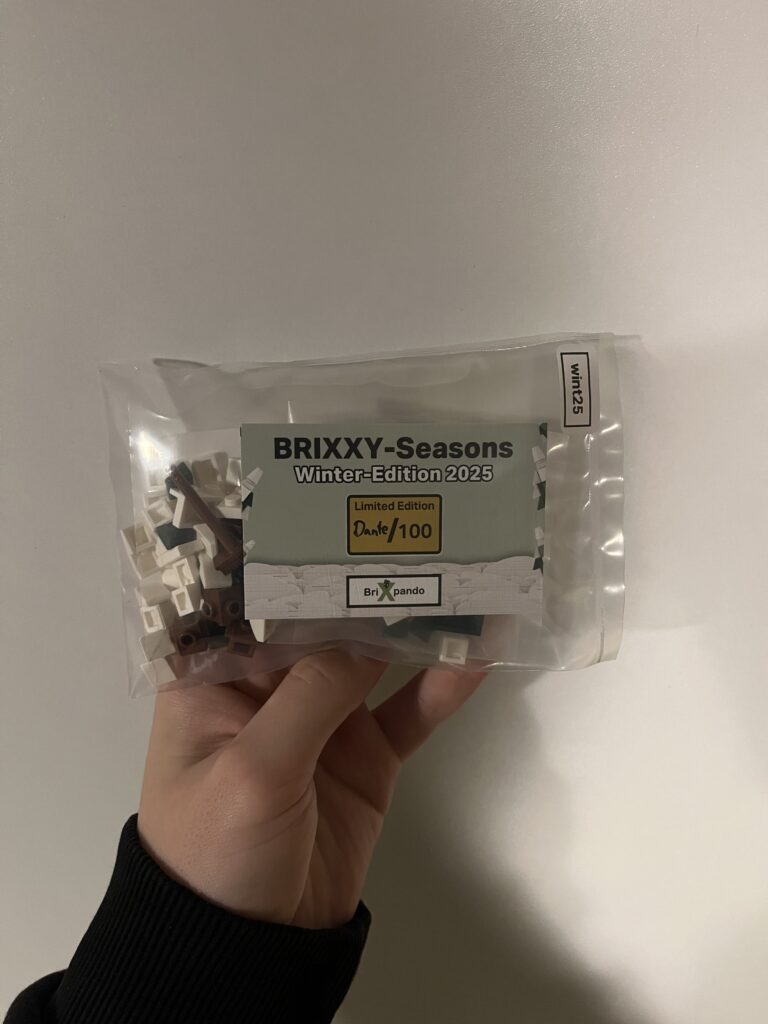 wint25
BRIXXY-Seasons
Winter-Edition 2025
Limited Edition
Dante/100
BriXpando